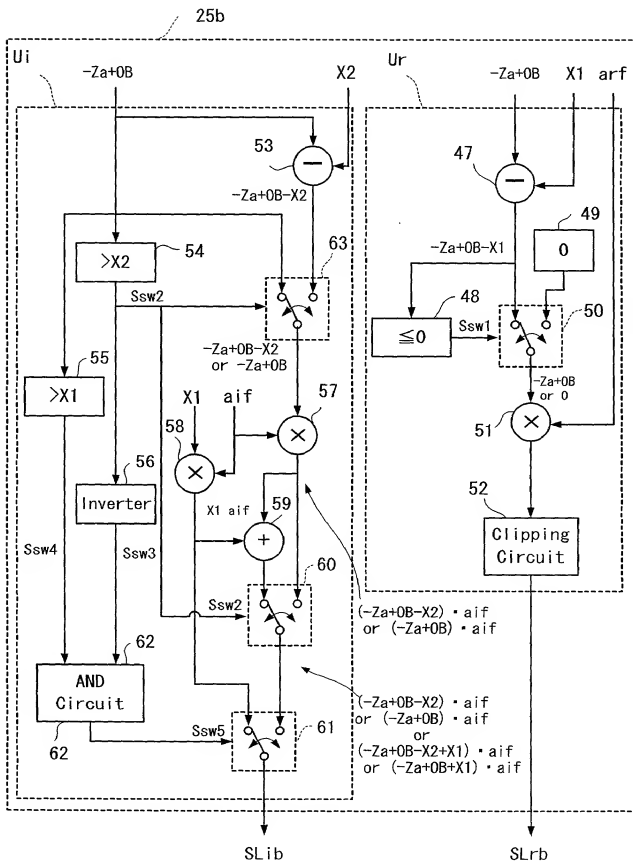 25b
Ui
-Za+OB
X2
Ur
-Za+OB
X1 arf
53
−
-Za+OB-X2
47
−
54
>X2
63
49
0
-Za+OB-X1
Ssw2
48
≦0
Ssw1
50
55
>X1
-Za+OB-X2
or -Za+OB
-Za+OB
or 0
X1 aif
57
×
58
×
51
×
56
Inverter
52
Clipping
Circuit
X1 aif
59
+
Ssw4
Ssw3
60
Ssw2
(-Za+OB-X2)・aif
or (-Za+OB)・aif
62
AND
Circuit
62
(-Za+OB-X2)・aif
or (-Za+OB)・aif
or
(-Za+OB-X2+X1)・aif
or (-Za+OB+X1)・aif
61
Ssw5
SLib
SLrb